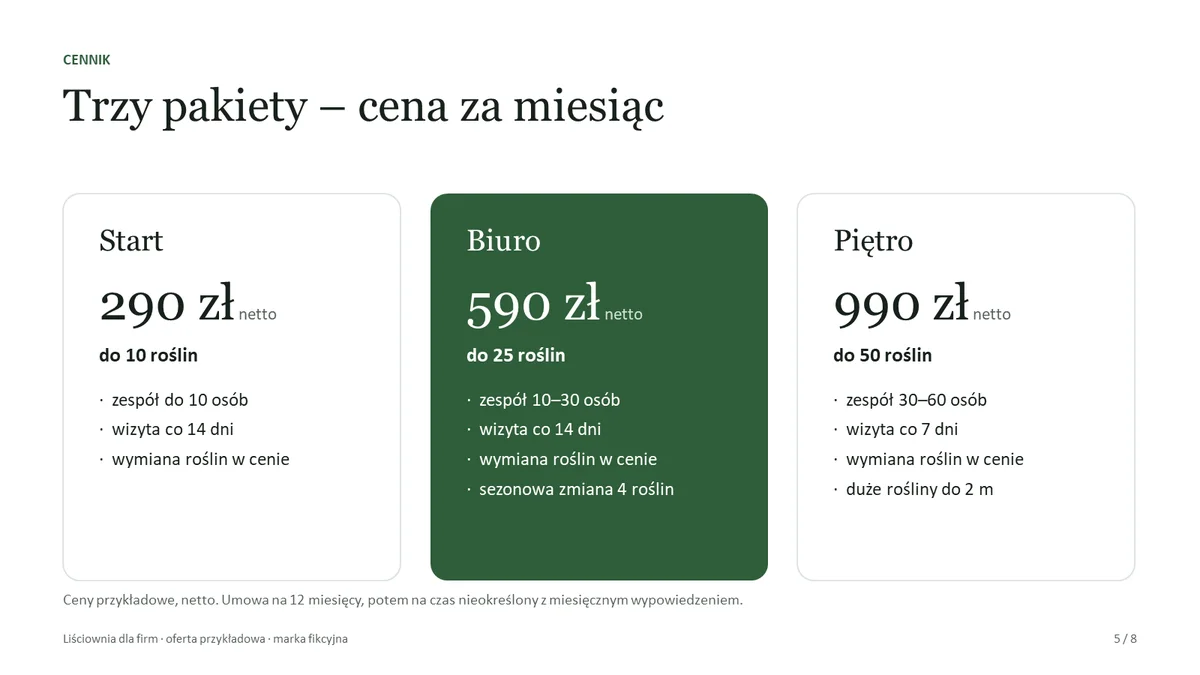 CENNIK
Trzy pakiety – cena za miesiąc
Start
290 zł netto
do 10 roślin
· zespół do 10 osób
· wizyta co 14 dni
· wymiana roślin w cenie
Biuro
590 zł netto
do 25 roślin
· zespół 10–30 osób
· wizyta co 14 dni
· wymiana roślin w cenie
· sezonowa zmiana 4 roślin
Piętro
990 zł netto
do 50 roślin
· zespół 30–60 osób
· wizyta co 7 dni
· wymiana roślin w cenie
· duże rośliny do 2 m
Ceny przykładowe, netto. Umowa na 12 miesięcy, potem na czas nieokreślony z miesięcznym wypowiedzeniem.
Liściownia dla firm · oferta przykładowa · marka fikcyjna
5 / 8